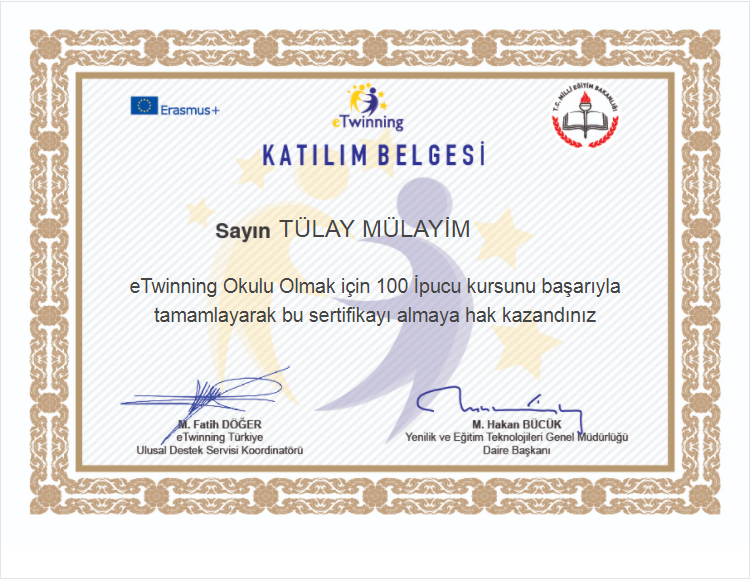 Erasmus+
eTwinning
T.C. MİLLÎ EĞİTİM BAKANLIĞI
KATILIM BELGESİ
Sayın TÜLAY MÜLAYİM
eTwinning Okulu Olmak için 100 İpucu kursunu başarıyla
tamamlayarak bu sertifikayı almaya hak kazandınız
M. Fatih DÖĞER
eTwinning Türkiye
Ulusal Destek Servisi Koordinatörü
M. Hakan BÜCÜK
Yenilik ve Eğitim Teknolojileri Genel Müdürlüğü
Daire Başkanı